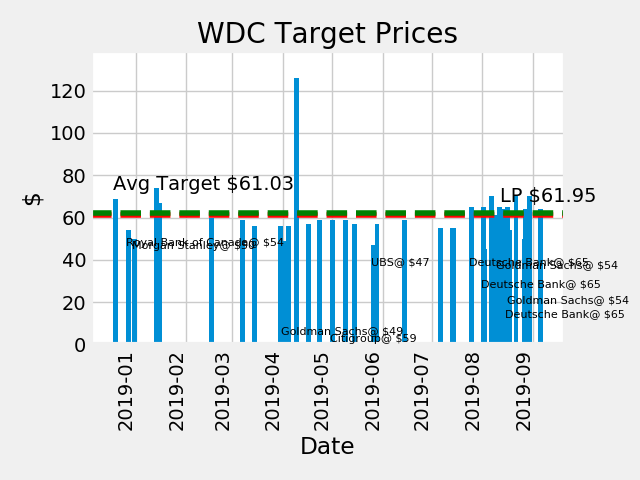 WDC Target Prices
$
120
100
80
60
40
20
0
Avg Target $61.03
LP $61.95
Royal Bank of Canada@ $54
Morgan Stanley@ $50
UBS@ $47
Deutsche Bank@ $65
Goldman Sachs@ $54
Deutsche Bank@ $65
Goldman Sachs@ $54
Deutsche Bank@ $65
Goldman Sachs@ $49
Citigroup@ $59
2019-01
2019-02
2019-03
2019-04
2019-05
2019-06
2019-07
2019-08
2019-09
Date